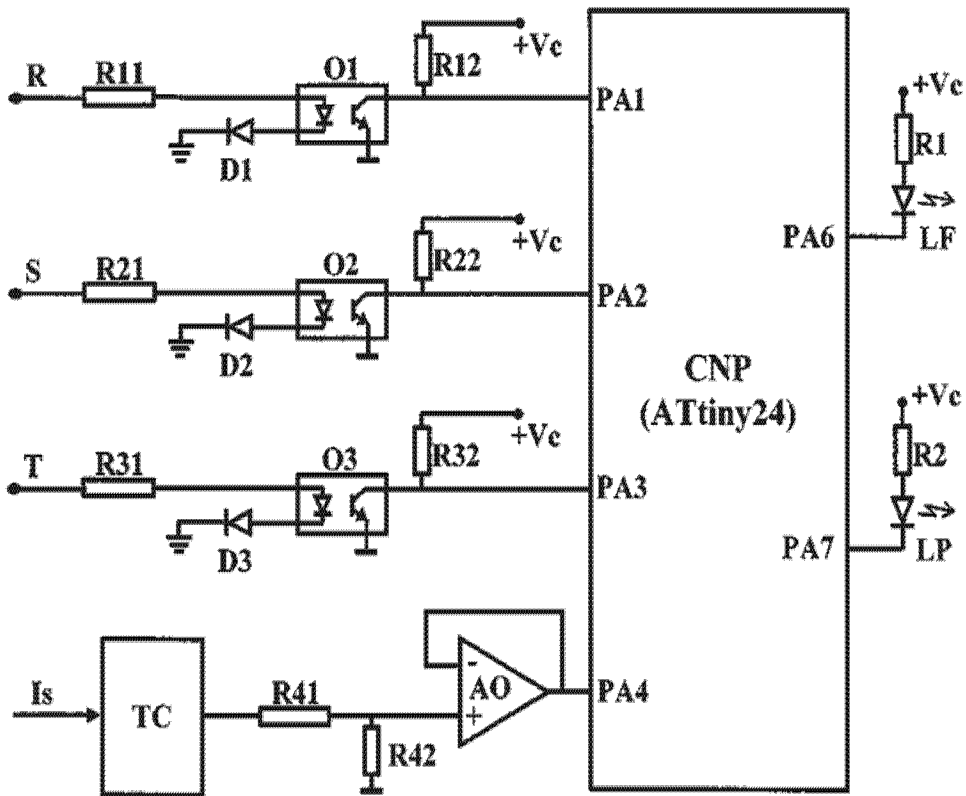 +Vc
R R11 O1 R12
PA1
D1
+Vc
R1
LF
PA6
+Vc
S R21 O2 R22
PA2
D2
CNP
(ATtiny24)
+Vc
R2
LP
PA7
+Vc
T R31 O3 R32
PA3
D3
Is TC R41 R42 - AO + PA4